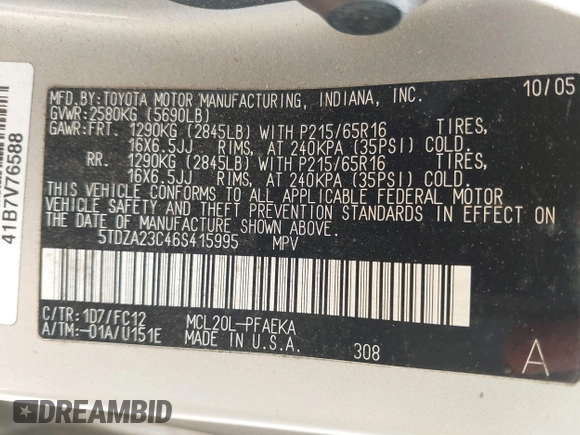 MFD.BY:TOYOTA MOTOR MANUFACTURING, INDIANA, INC. 10/05
GVWR:2580KG (5690LB)
GAWR:FRT. 1290KG (2845LB) WITH P215/65R16 TIRES,
16X6.5JJ RIMS, AT 240KPA (35PSI) COLD.
RR. 1290KG (2845LB) WITH P215/65R16 TIRES,
16X6.5JJ RIMS, AT 240KPA (35PSI) COLD.
THIS VEHICLE CONFORMS TO ALL APPLICABLE FEDERAL MOTOR
VEHICLE SAFETY AND THEFT PREVENTION STANDARDS IN EFFECT ON
THE DATE OF MANUFACTURE SHOWN ABOVE.
5TDZA23C46S415995 MPV
C/TR:1D7/FC12 MCL20L-PFAEKA
A/TM:-01A/U151E MADE IN U.S.A. 308 A
41B7V76588
DREAMBID